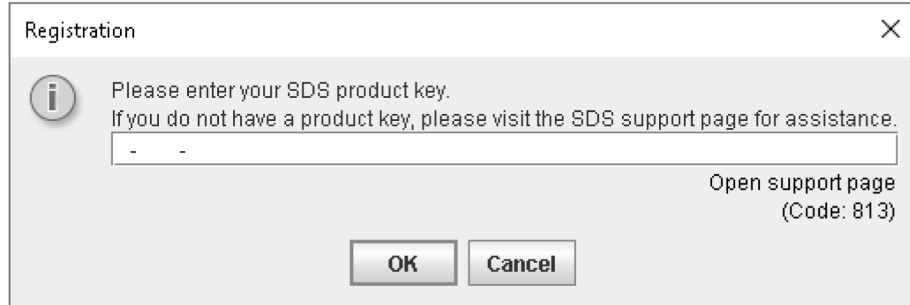 Registration
Please enter your SDS product key.
If you do not have a product key, please visit the SDS support page for assistance.
- -
Open support page
(Code: 813)
OK Cancel